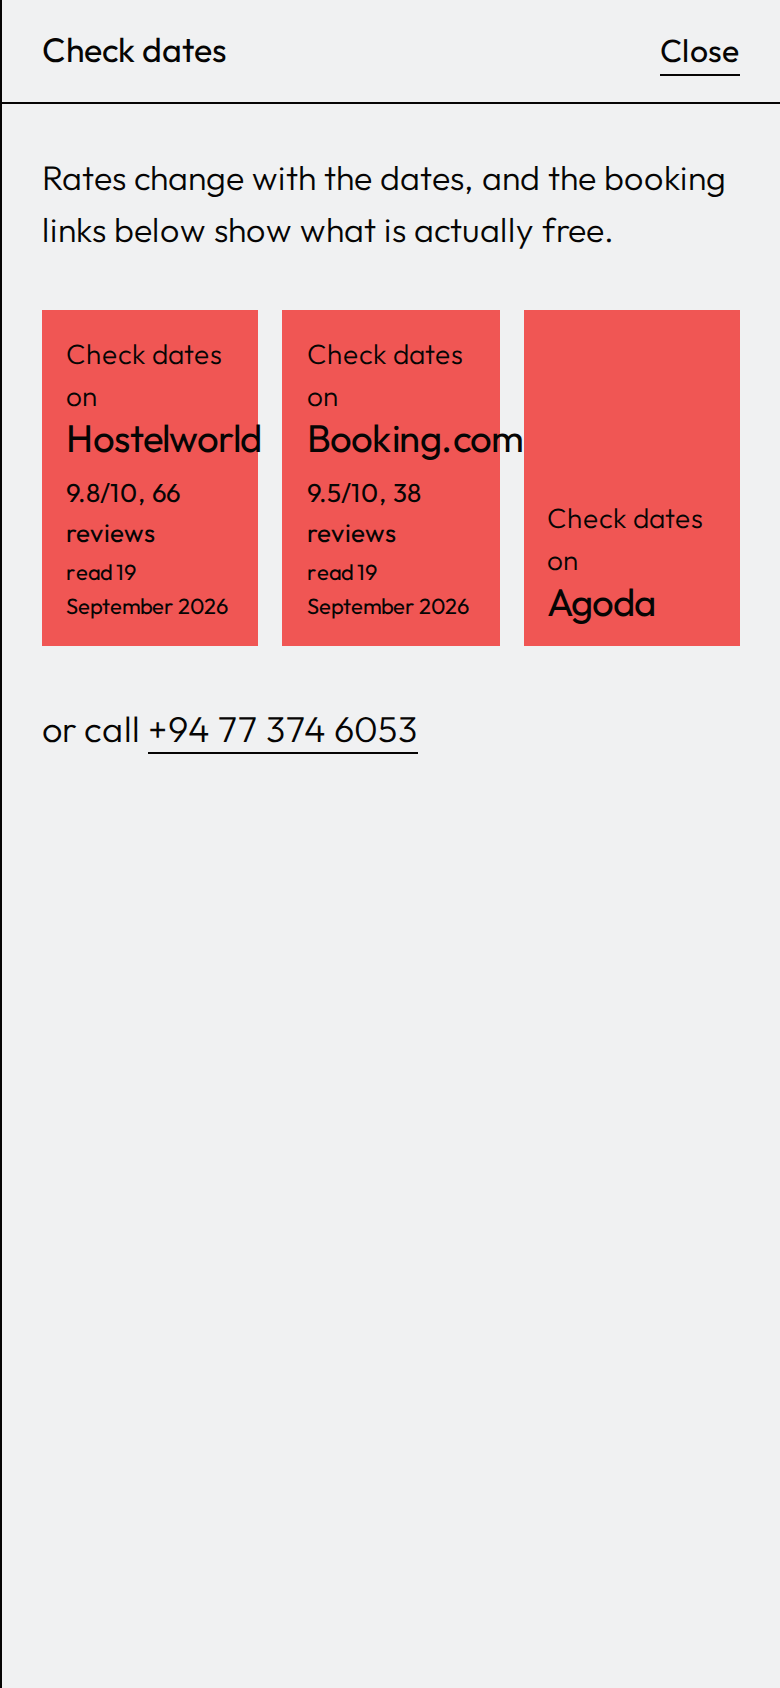 Check dates
Close
Rates change with the dates, and the booking
links below show what is actually free.
Check dates
on
Hostelworld
9.8/10, 66
reviews
read 19
September 2026
Check dates
on
Booking.com
9.5/10, 38
reviews
read 19
September 2026
Check dates
on
Agoda
or call +94 77 374 6053